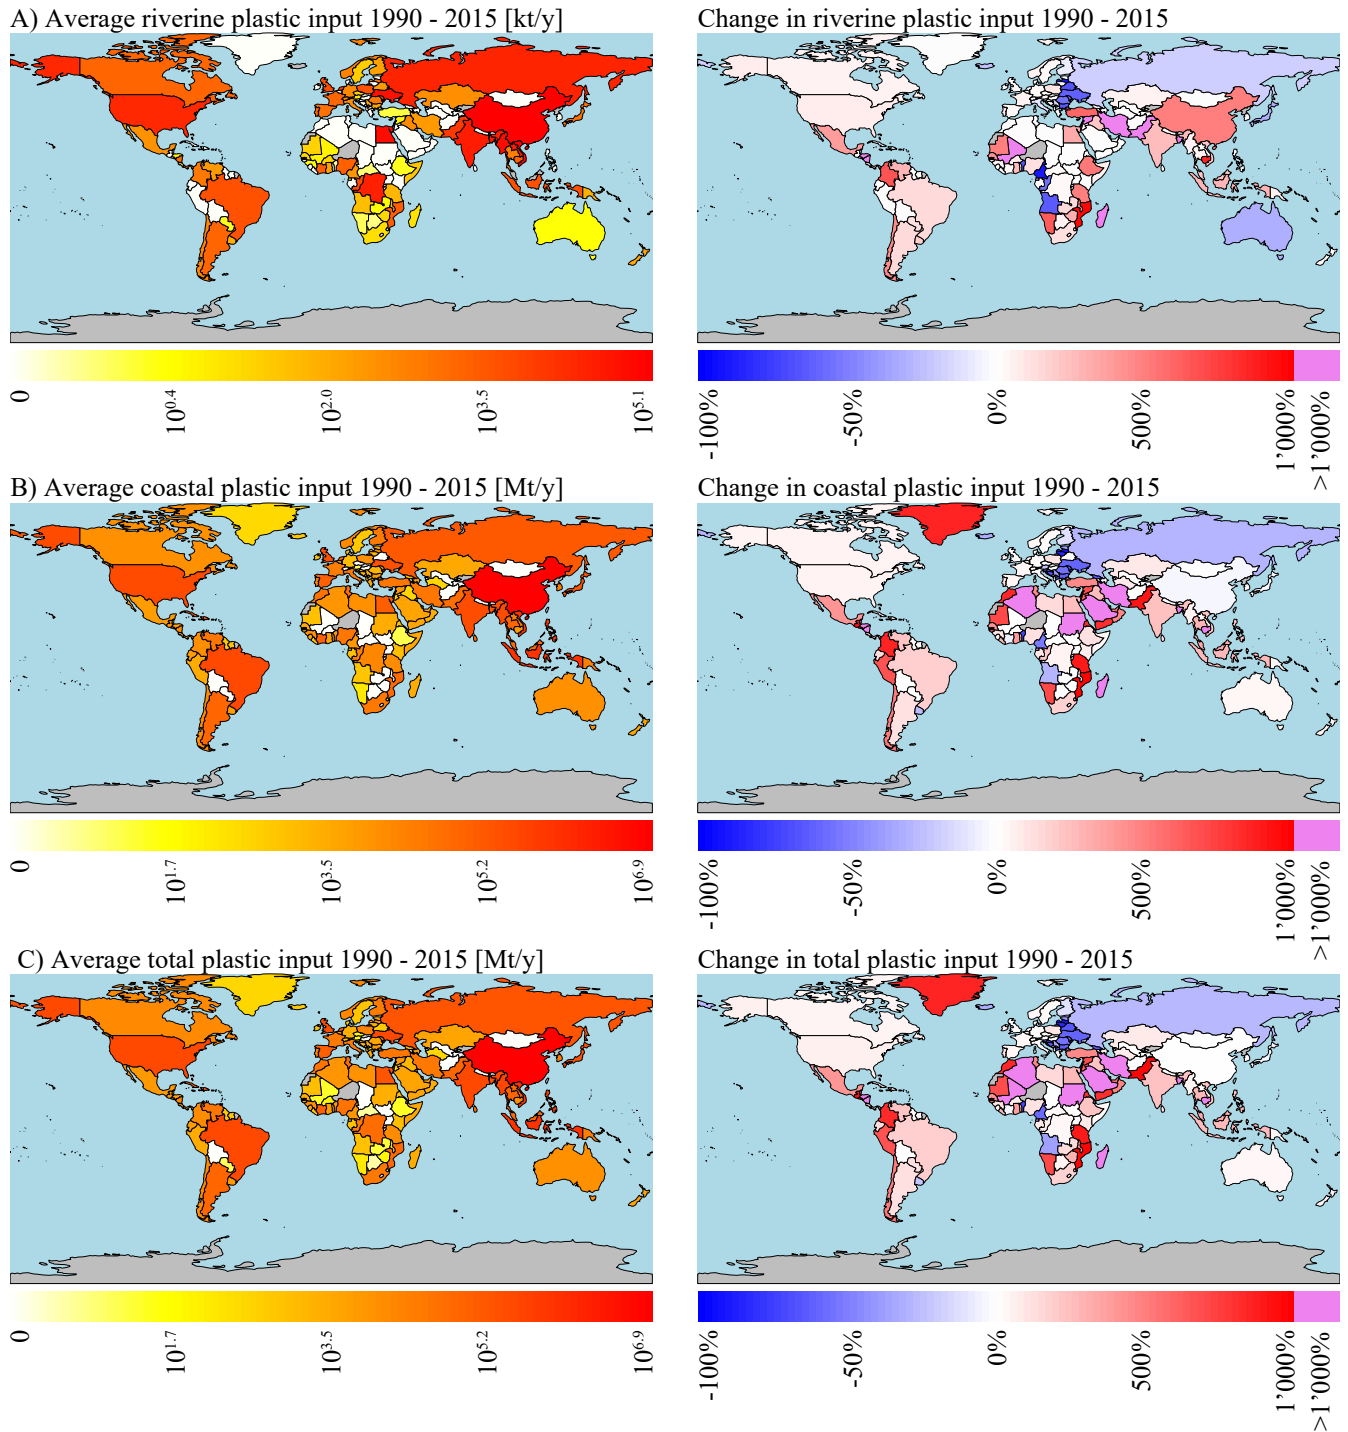 A) Average riverine plastic input 1990 - 2015 [kt/y]
Change in riverine plastic input 1990 - 2015
0 10^0.4 10^2.0 10^3.5 10^5.1
-100% -50% 0% 500% 1’000% >1’000%
B) Average coastal plastic input 1990 - 2015 [Mt/y]
Change in coastal plastic input 1990 - 2015
0 10^1.7 10^3.5 10^5.2 10^6.9
-100% -50% 0% 500% 1’000% >1’000%
C) Average total plastic input 1990 - 2015 [Mt/y]
Change in total plastic input 1990 - 2015
0 10^1.7 10^3.5 10^5.2 10^6.9
-100% -50% 0% 500% 1’000% >1’000%